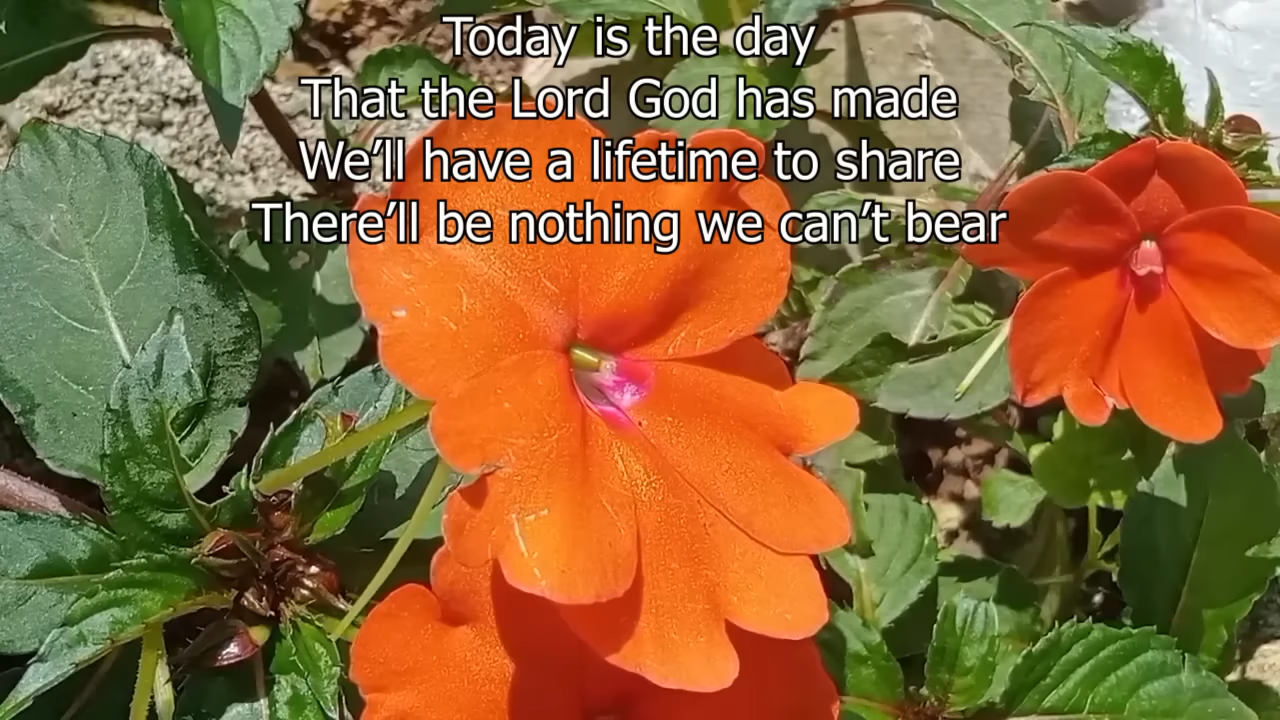 Today is the day
That the Lord God has made
We’ll have a lifetime to share
There’ll be nothing we can’t bear